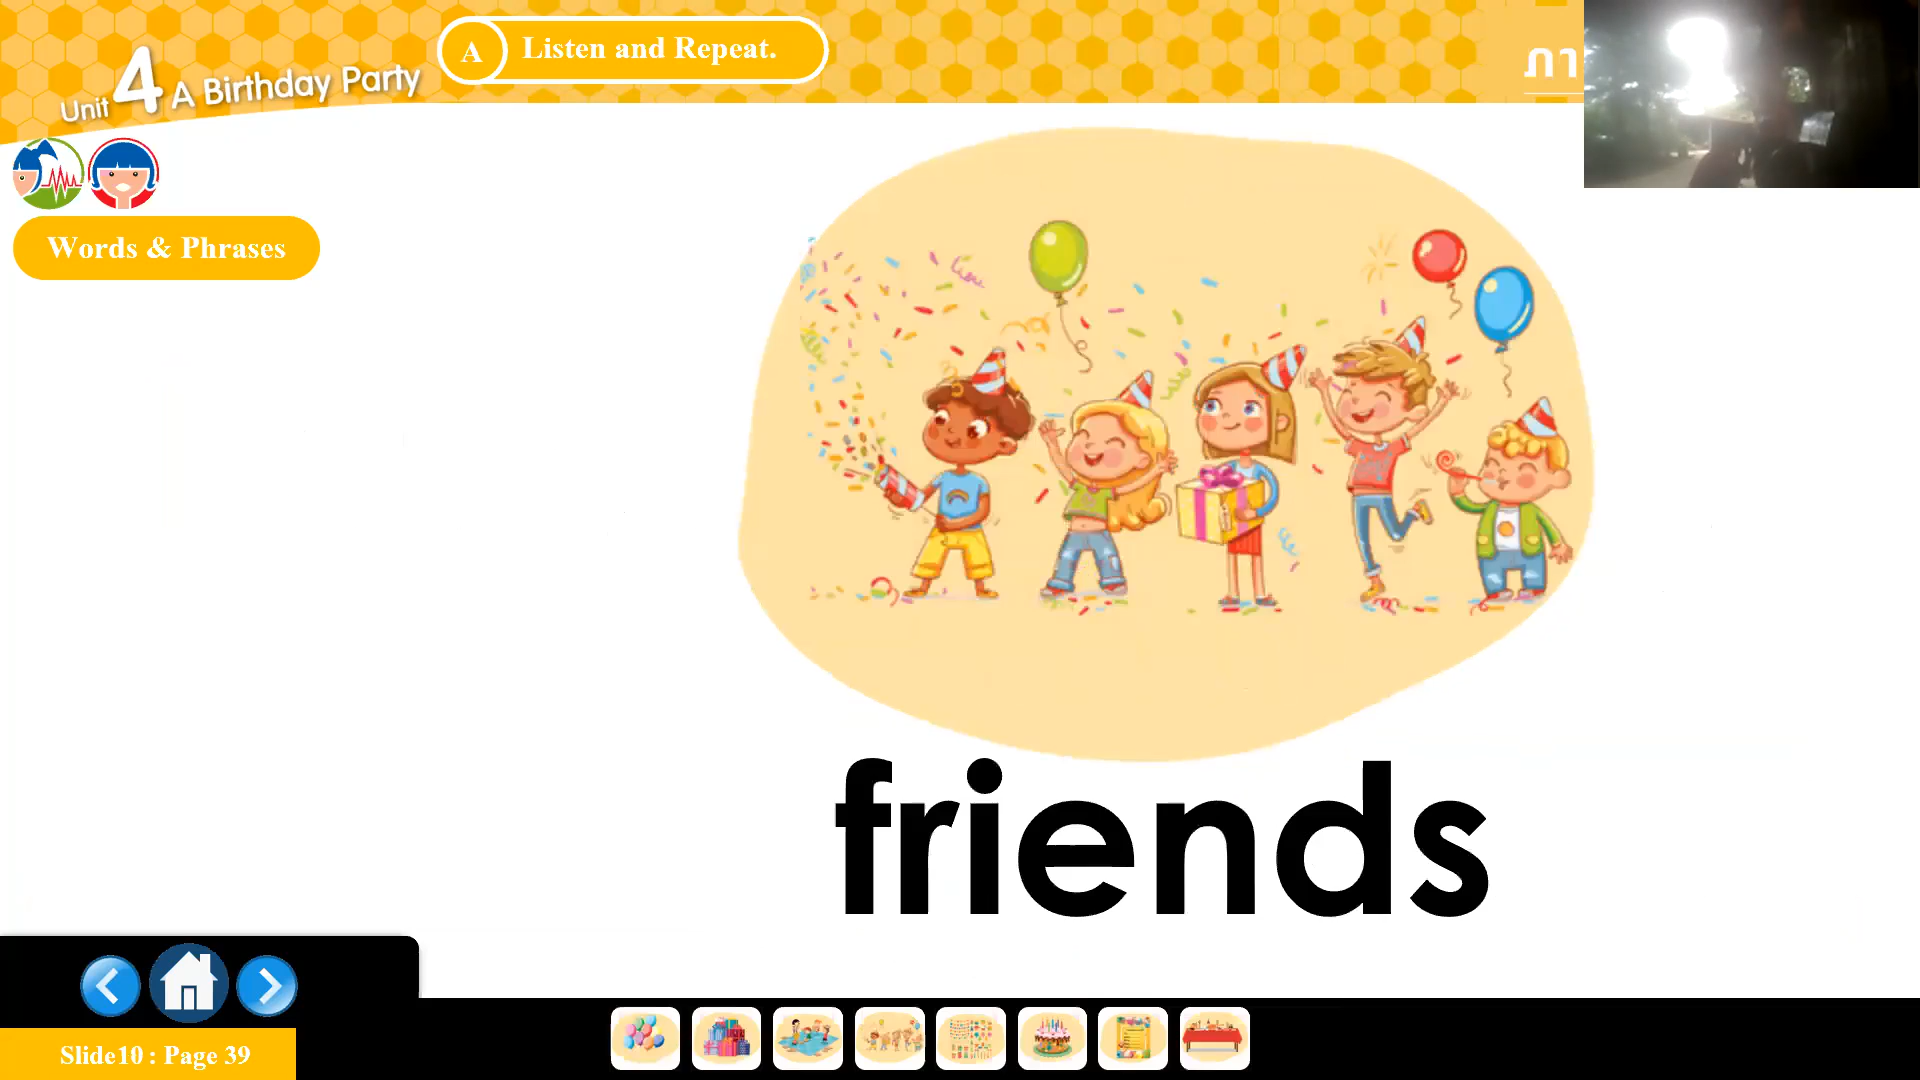 Unit 4 A Birthday Party
A Listen and Repeat.
Words & Phrases
friends
Slide10 : Page 39